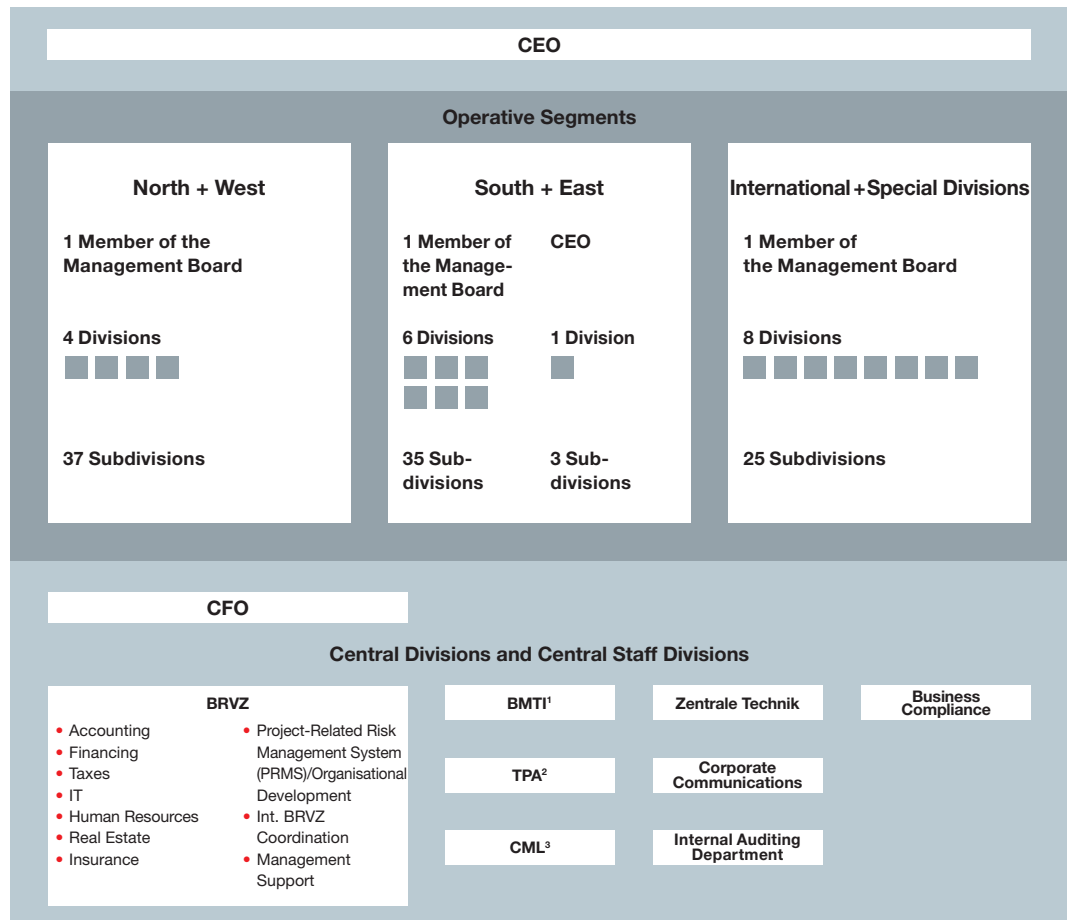 CEO
Operative Segments
North + West
1 Member of the
Management Board
4 Divisions
37 Subdivisions
South + East
1 Member of
the Manage-
ment Board
6 Divisions
35 Sub-
divisions
CEO
1 Division
3 Sub-
divisions
International + Special Divisions
1 Member of
the Management Board
8 Divisions
25 Subdivisions
CFO
Central Divisions and Central Staff Divisions
BRVZ
• Accounting
• Financing
• Taxes
• IT
• Human Resources
• Real Estate
• Insurance
• Project-Related Risk
Management System
(PRMS)/Organisational
Development
• Int. BRVZ
Coordination
• Management
Support
BMTI¹
TPA²
CML³
Zentrale Technik
Corporate
Communications
Internal Auditing
Department
Business
Compliance